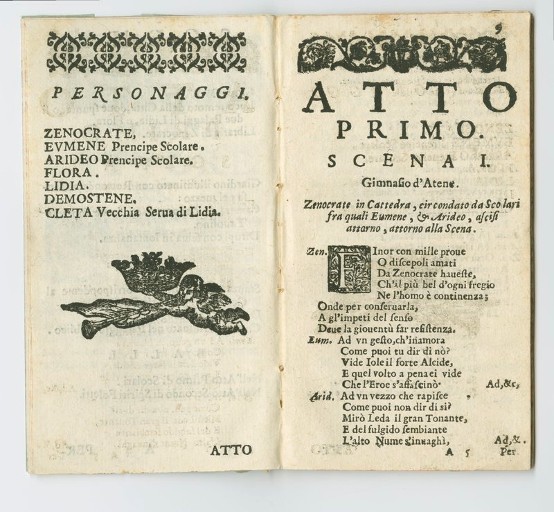 PERSONAGGI.
ZENOCRATE,
EVMENE Prencipe Scolare.
ARIDEO Prencipe Scolare.
FLORA.
LIDIA.
DEMOSTENE.
CLETA Vecchia Serua di Lidia.
ATTO
9
ATTO
PRIMO.
SCENA I.
Gimnaſio d'Atene.
Zenocrate in Cattedra, circondato da Scolari
fra quali Eumene, & Arideo, aſciſi
attorno, attorno alla Scena.
Zen. FInor con mille proue
O diſcepoli amati
Da Zenocrate haueſte,
Ch'il più bel d'ogni fregio
Ne l'homo è continenza;
Onde per conſeruarla,
A gl'impeti del ſenſo
Deue la giouentù far reſiſtenza.
Eum. Ad vn geſto, ch'inamora
Come puoi tu dir di nò?
Vide Iole il forte Alcide,
E quel volto a pena ei vide
Che l'Eroe s'affaſcinò. Ad,&c,
Arid. Ad vn vezzo che rapiſce
Come puoi non dir di sì?
Mirò Leda il gran Tonante,
E del fulgido ſembiante
L'alto Nume s'inuaghì, Ad,&.
A 5 Per